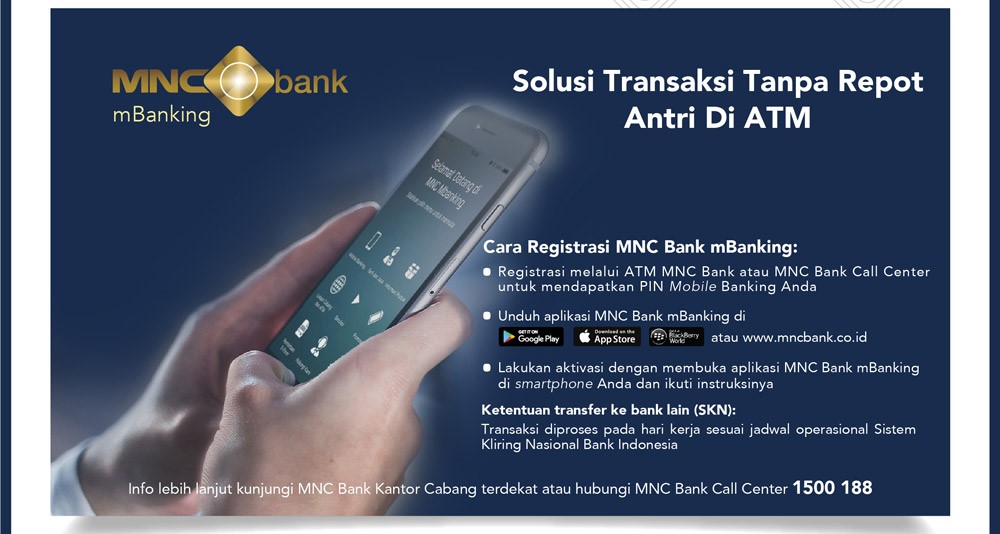 MNC bank
mBanking
Solusi Transaksi Tanpa Repot
Antri Di ATM
Selamat Datang di
MNC Mbanking
Cara Registrasi MNC Bank mBanking:
Registrasi melalui ATM MNC Bank atau MNC Bank Call Center
untuk mendapatkan PIN Mobile Banking Anda
Unduh aplikasi MNC Bank mBanking di
GET IT ON
Google Play
Download on the
App Store
BlackBerry
World
atau www.mncbank.co.id
Lakukan aktivasi dengan membuka aplikasi MNC Bank mBanking
di smartphone Anda dan ikuti instruksinya
Ketentuan transfer ke bank lain (SKN):
Transaksi diproses pada hari kerja sesuai jadwal operasional Sistem
Kliring Nasional Bank Indonesia
Info lebih lanjut kunjungi MNC Bank Kantor Cabang terdekat atau hubungi MNC Bank Call Center 1500 188